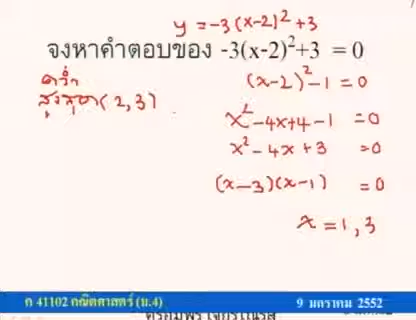 y = -3(x-2)² + 3
จงหาคำตอบของ -3(x-2)²+3 = 0
คว่ำ
สูงสุด (2,3)
(x-2)² - 1 = 0
x² - 4x + 4 - 1 = 0
x² - 4x + 3 = 0
(x-3)(x-1) = 0
x = 1, 3
ค 41102 คณิตศาสตร์ (ม.4) 9 มกราคม 2552